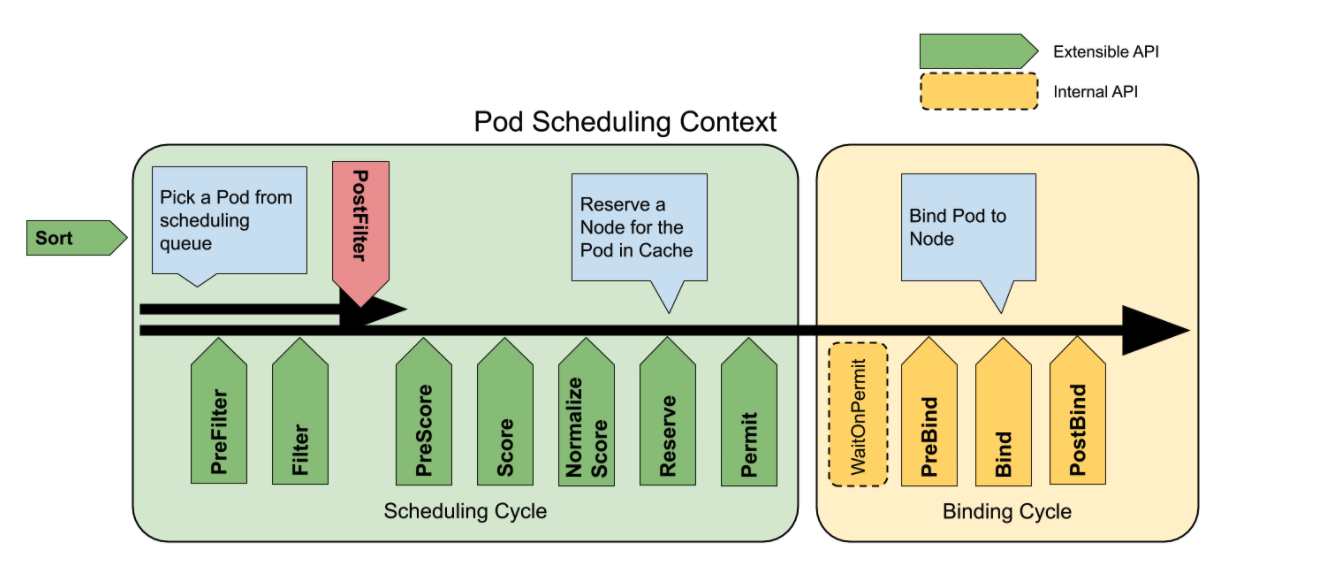 Extensible API
Internal API
Pod Scheduling Context
Sort
Pick a Pod from
scheduling
queue
PostFilter
Reserve a
Node for the
Pod in Cache
Bind Pod to
Node
PreFilter
Filter
PreScore
Score
Normalize
Score
Reserve
Permit
WaitOnPermit
PreBind
Bind
PostBind
Scheduling Cycle
Binding Cycle